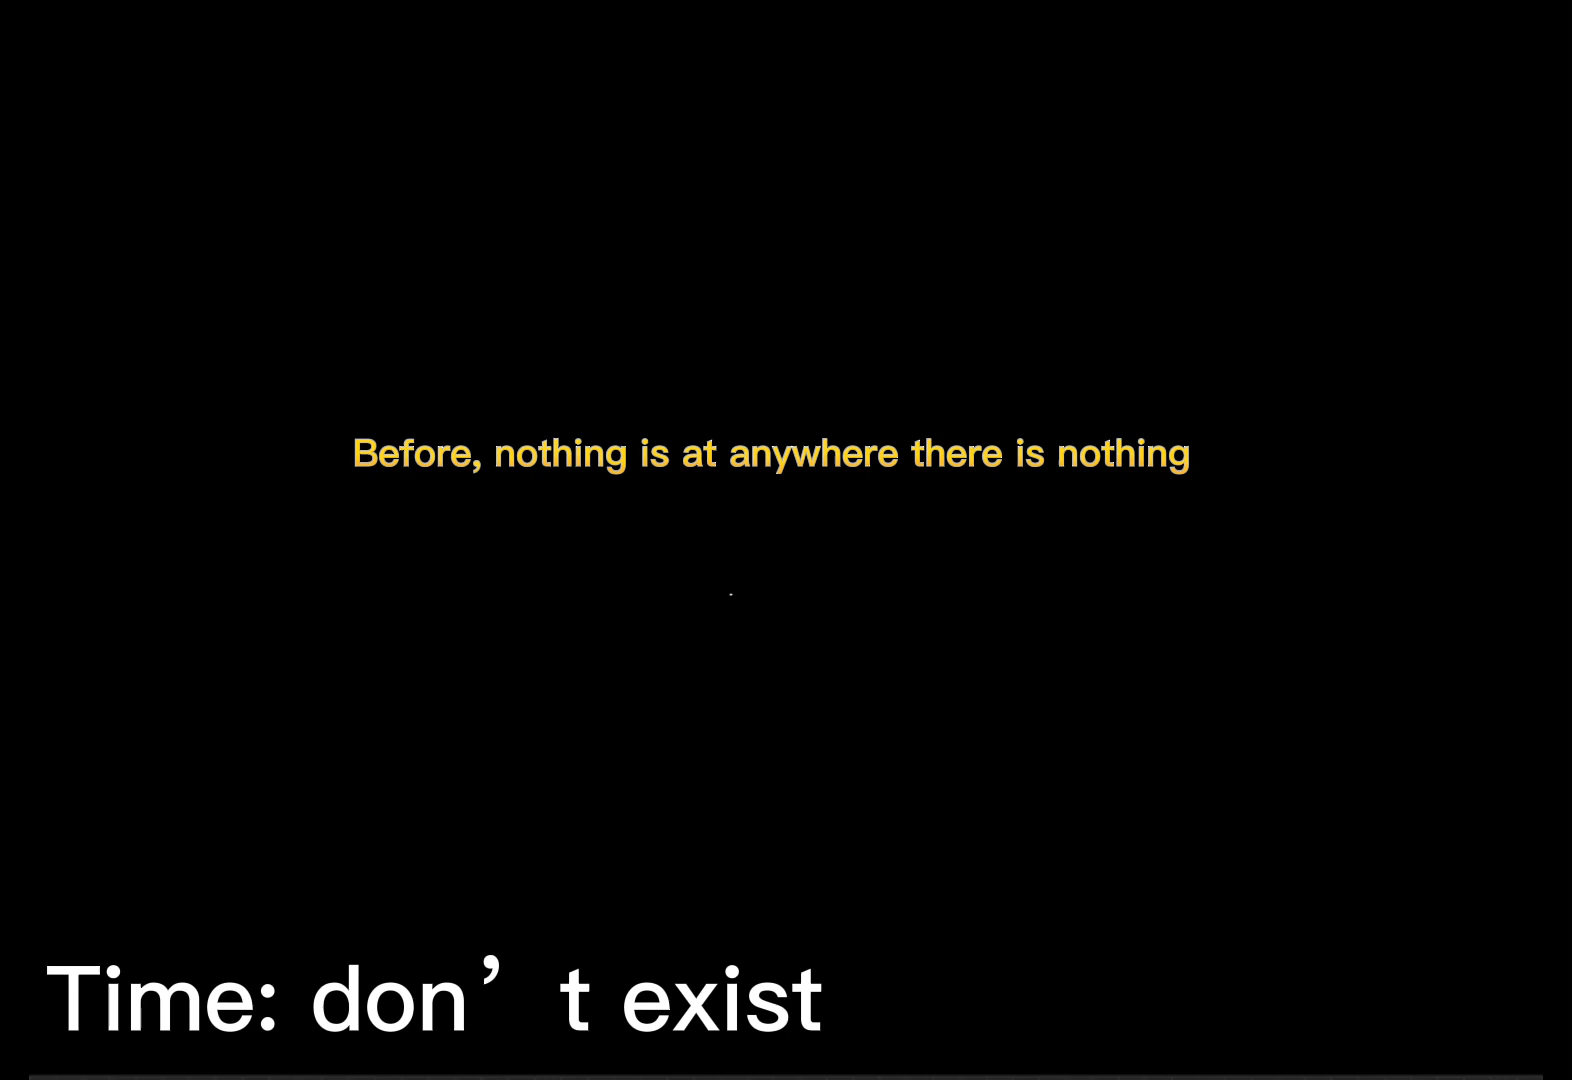 Before, nothing is at anywhere there is nothing
Time: don’t exist